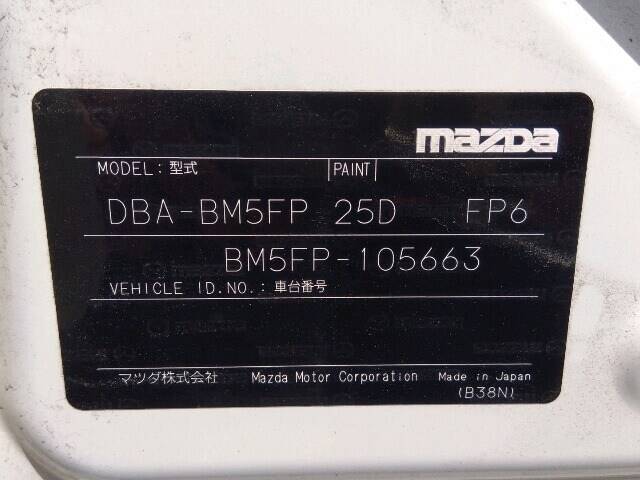 mazda
MODEL: 型式 PAINT
DBA-BM5FP 25D FP6
BM5FP-105663
VEHICLE ID.NO.: 車台番号
マツダ株式会社 Mazda Motor Corporation Made in Japan
(B38N)